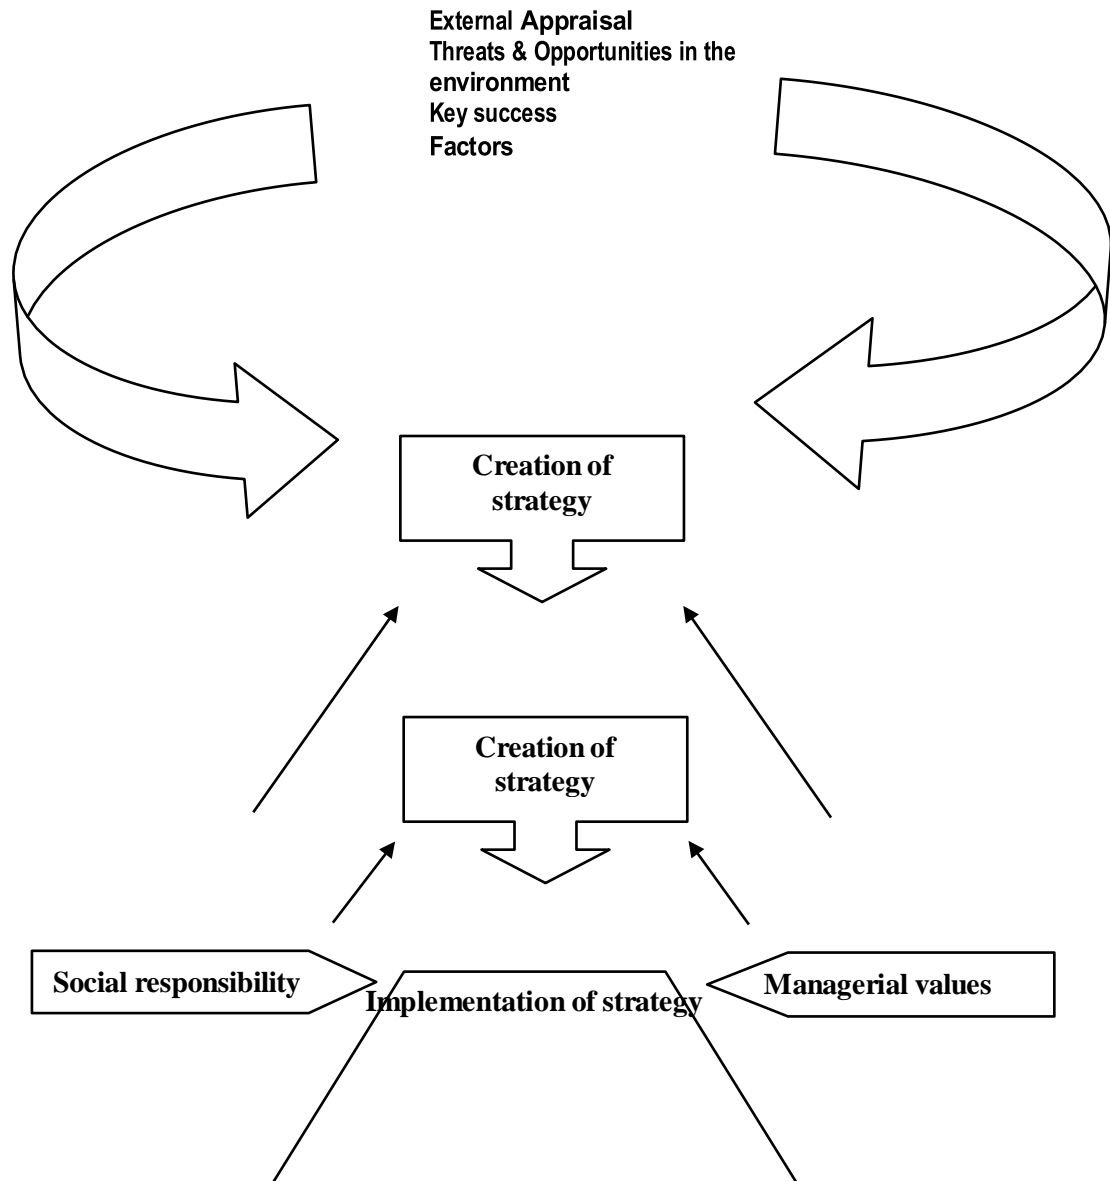 External Appraisal
Threats & Opportunities in the
environment
Key success
Factors
Creation of
strategy
Creation of
strategy
Social responsibility
Implementation of strategy
Managerial values